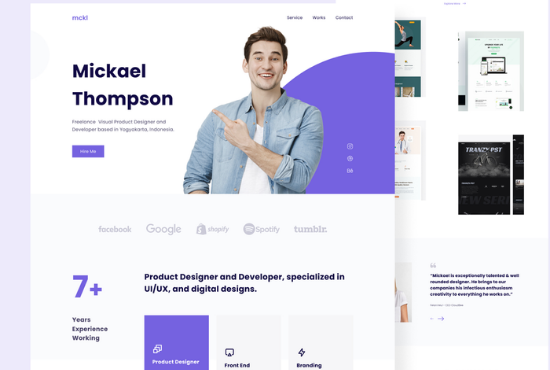 mckl
Service Works Contact
Mickael
Thompson
Freelance Visual Product Designer and
Developer based in Yogyakarta, Indonesia.
Hire Me
facebook
Google
shopify
Spotify
tumblr.
7+
Years
Experience
Working
Product Designer and Developer, specialized in
UI/UX, and digital designs.
Product Designer
Front End
Branding
"Mickael is exceptionally talented & well
rounded designer. He brings to our
companies his infectious enthusiasm
creativity to everything he works on."